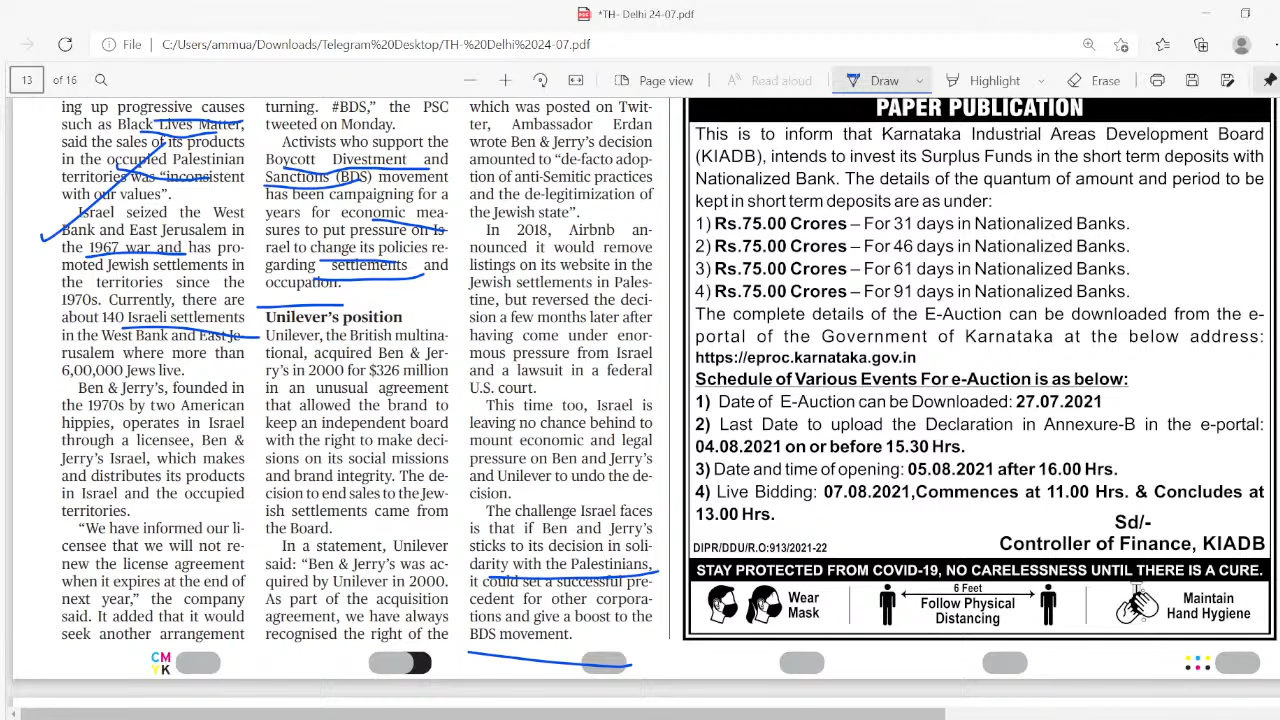 *TH- Delhi 24-07.pdf
File
C:/Users/ammua/Downloads/Telegram%20Desktop/TH-%20Delhi%2024-07.pdf
13
of 16
Page view
Read aloud
Draw
Highlight
Erase
ing up progressive causes
such as Black Lives Matter,
said the sales of its products
in the occupied Palestinian
territories was “inconsistent
with our values”.
Israel seized the West
Bank and East Jerusalem in
the 1967 war and has pro-
moted Jewish settlements in
the territories since the
1970s. Currently, there are
about 140 Israeli settlements
in the West Bank and East Je-
rusalem where more than
6,00,000 Jews live.
Ben & Jerry’s, founded in
the 1970s by two American
hippies, operates in Israel
through a licensee, Ben &
Jerry’s Israel, which makes
and distributes its products
in Israel and the occupied
territories.
“We have informed our li-
censee that we will not re-
new the license agreement
when it expires at the end of
next year,” the company
said. It added that it would
seek another arrangement
turning. #BDS,” the PSC
tweeted on Monday.
Activists who support the
Boycott Divestment and
Sanctions (BDS) movement
has been campaigning for a
years for economic mea-
sures to put pressure on Is-
rael to change its policies re-
garding settlements and
occupation.
Unilever’s position
Unilever, the British multina-
tional, acquired Ben & Jer-
ry’s in 2000 for $326 million
in an unusual agreement
that allowed the brand to
keep an independent board
with the right to make deci-
sions on its social missions
and brand integrity. The de-
cision to end sales to the Jew-
ish settlements came from
the Board.
In a statement, Unilever
said: “Ben & Jerry’s was ac-
quired by Unilever in 2000.
As part of the acquisition
agreement, we have always
recognised the right of the
which was posted on Twit-
ter, Ambassador Erdan
wrote Ben & Jerry’s decision
amounted to “de-facto adop-
tion of anti-Semitic practices
and the de-legitimization of
the Jewish state”.
In 2018, Airbnb an-
nounced it would remove
listings on its website in the
Jewish settlements in Pales-
tine, but reversed the deci-
sion a few months later after
having come under enor-
mous pressure from Israel
and a lawsuit in a federal
U.S. court.
This time too, Israel is
leaving no chance behind to
mount economic and legal
pressure on Ben and Jerry’s
and Unilever to undo the de-
cision.
The challenge Israel faces
is that if Ben and Jerry’s
sticks to its decision in soli-
darity with the Palestinians,
it could set a successful pre-
cedent for other corpora-
tions and give a boost to the
BDS movement.
PAPER PUBLICATION
This is to inform that Karnataka Industrial Areas Development Board
(KIADB), intends to invest its Surplus Funds in the short term deposits with
Nationalized Bank. The details of the quantum of amount and period to be
kept in short term deposits are as under:
1) Rs.75.00 Crores – For 31 days in Nationalized Banks.
2) Rs.75.00 Crores – For 46 days in Nationalized Banks.
3) Rs.75.00 Crores – For 61 days in Nationalized Banks.
4) Rs.75.00 Crores – For 91 days in Nationalized Banks.
The complete details of the E-Auction can be downloaded from the e-
portal of the Government of Karnataka at the below address:
https://eproc.karnataka.gov.in
Schedule of Various Events For e-Auction is as below:
1) Date of E-Auction can be Downloaded: 27.07.2021
2) Last Date to upload the Declaration in Annexure-B in the e-portal:
04.08.2021 on or before 15.30 Hrs.
3) Date and time of opening: 05.08.2021 after 16.00 Hrs.
4) Live Bidding: 07.08.2021,Commences at 11.00 Hrs. & Concludes at
13.00 Hrs.
Sd/-
DIPR/DDU/R.O:913/2021-22
Controller of Finance, KIADB
STAY PROTECTED FROM COVID-19, NO CARELESSNESS UNTIL THERE IS A CURE.
Wear
Mask
6 Feet
Follow Physical
Distancing
Maintain
Hand Hygiene
CM
YK